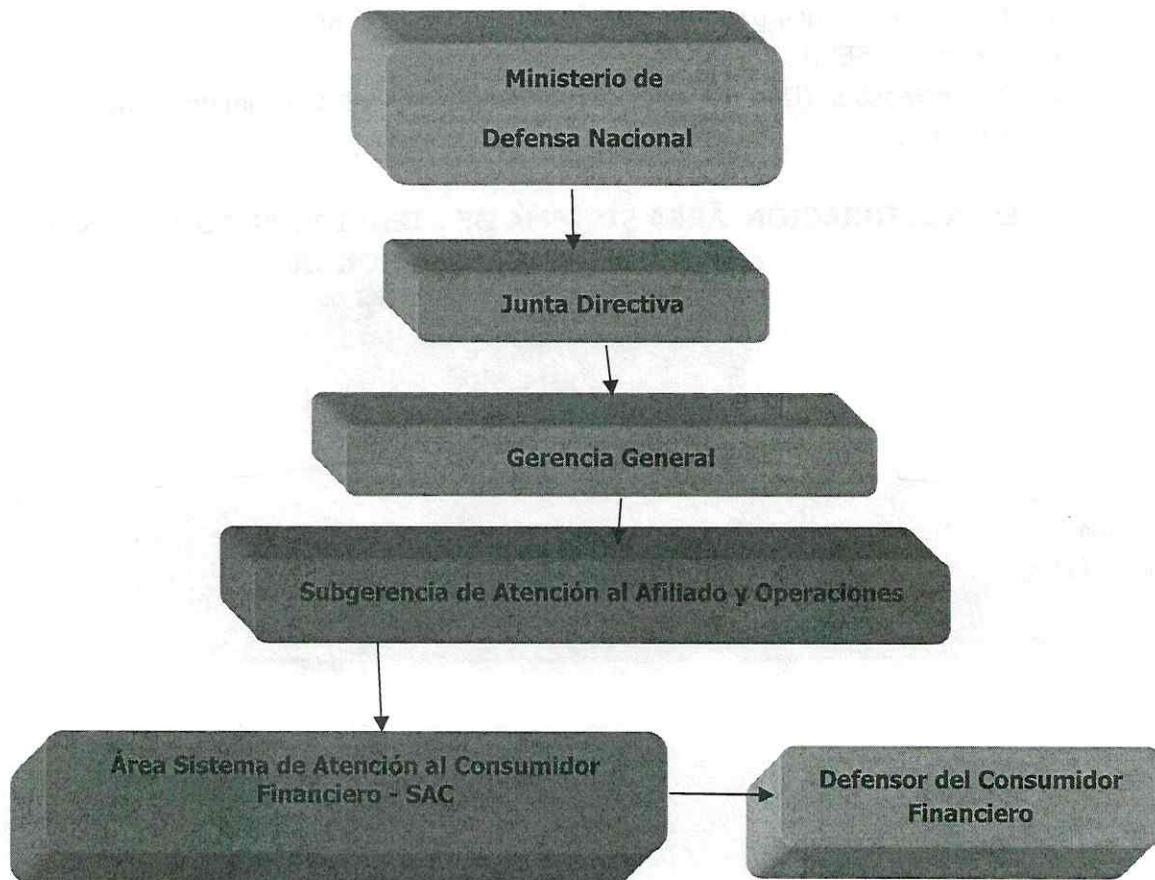 Ministerio de
Defensa Nacional
Junta Directiva
Gerencia General
Subgerencia de Atención al Afiliado y Operaciones
Área Sistema de Atención al Consumidor
Financiero - SAC
Defensor del Consumidor
Financiero